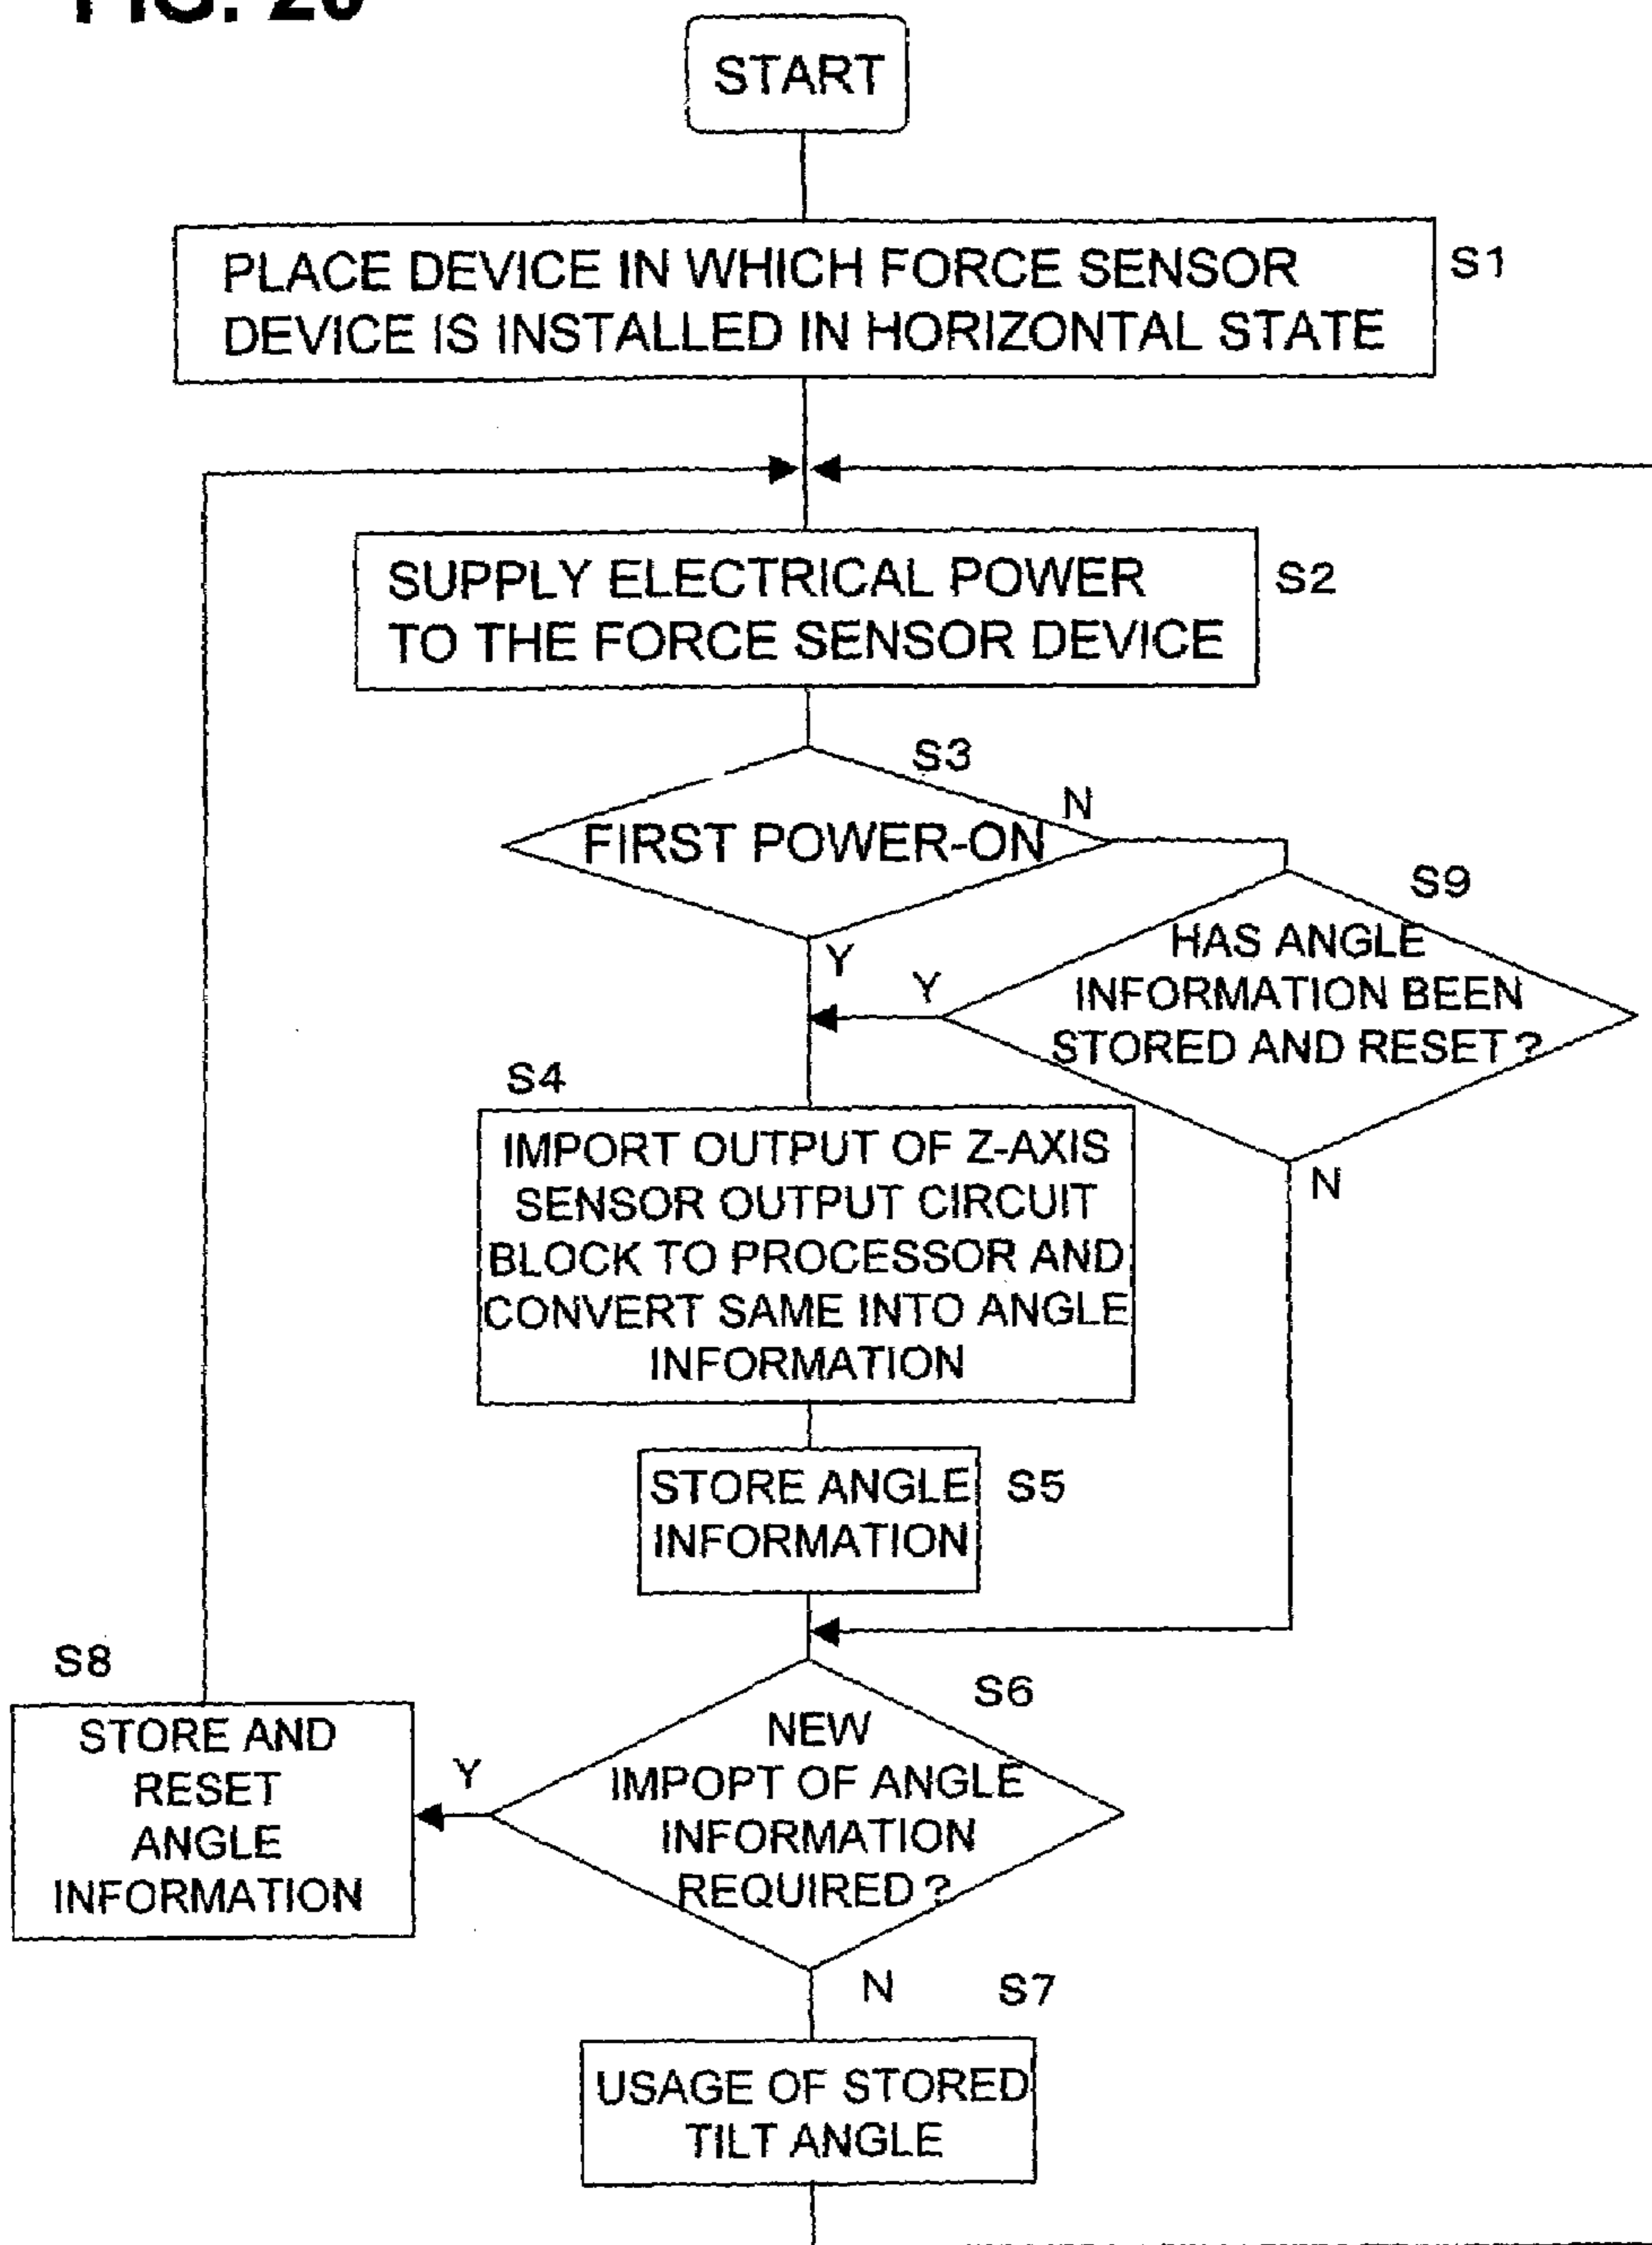 FIG. 20
START
PLACE DEVICE IN WHICH FORCE SENSOR
DEVICE IS INSTALLED IN HORIZONTAL STATE
S1
SUPPLY ELECTRICAL POWER
TO THE FORCE SENSOR DEVICE
S2
S3
FIRST POWER-ON
N
Y
S9
HAS ANGLE
INFORMATION BEEN
STORED AND RESET?
Y
N
S4
IMPORT OUTPUT OF Z-AXIS
SENSOR OUTPUT CIRCUIT
BLOCK TO PROCESSOR AND
CONVERT SAME INTO ANGLE
INFORMATION
STORE ANGLE
INFORMATION
S5
S6
NEW
IMPOPT OF ANGLE
INFORMATION
REQUIRED?
Y
N
S8
STORE AND
RESET
ANGLE
INFORMATION
S7
USAGE OF STORED
TILT ANGLE